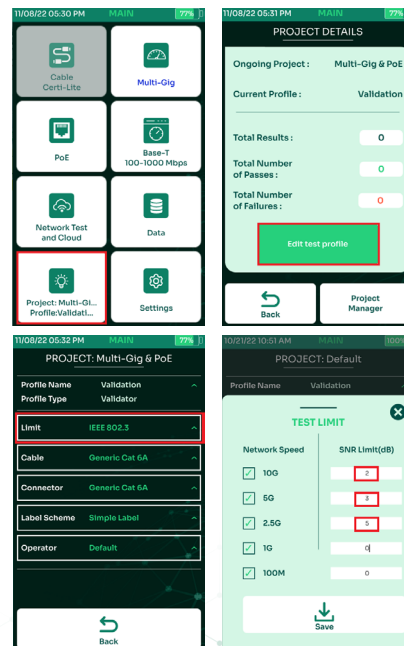 11/08/22 05:30 PM MAIN 77%
Cable
Certi-Lite
Multi-Gig
PoE
Base-T
100-1000 Mbps
Network Test
and Cloud
Data
Project: Multi-Gi...
Profile:Validati...
Settings
11/08/22 05:31 PM MAIN 77%
PROJECT DETAILS
Ongoing Project : Multi-Gig & PoE
Current Profile : Validation
Total Results : 0
Total Number
of Passes : 0
Total Number
of Failures : 0
Edit test profile
Back
Project
Manager
11/08/22 05:32 PM MAIN 77%
PROJECT: Multi-Gig & PoE
Profile Name Validation
Profile Type Validator
Limit IEEE 802.3
Cable Generic Cat 6A
Connector Generic Cat 6A
Label Scheme Simple Label
Operator Default
Back
10/21/22 10:51 AM MAIN 100%
PROJECT: Default
Profile Name Validation
TEST LIMIT
Network Speed SNR Limit(dB)
10G 2
5G 3
2.5G 5
1G 0
100M 0
Save